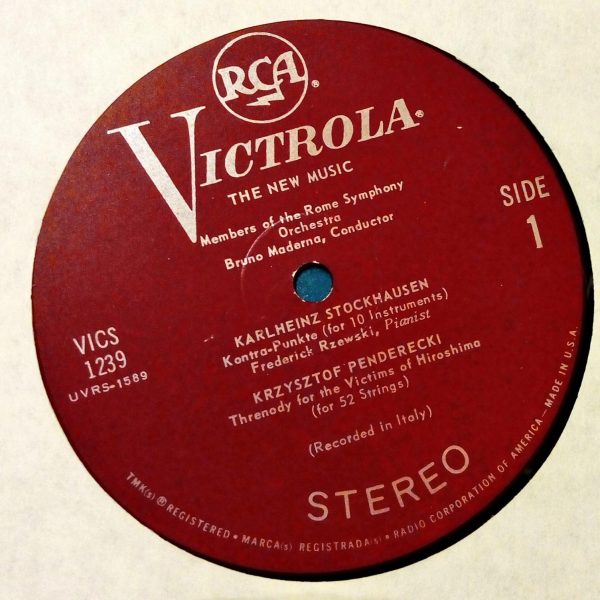 RCA®
VICTROLA®
THE NEW MUSIC
Members of the Rome Symphony
Orchestra
Bruno Maderna, Conductor
SIDE
1
VICS
1239
UVRS-1589
KARLHEINZ STOCKHAUSEN
Kontra-Punkte (for 10 Instruments)
Frederick Rzewski, Pianist
KRZYSZTOF PENDERECKI
Threnody for the Victims of Hiroshima
(for 52 Strings)
(Recorded in Italy)
STEREO
TMK(s) ® REGISTERED • MARCA(s) REGISTRADA(s) • RADIO CORPORATION OF AMERICA — MADE IN U.S.A.